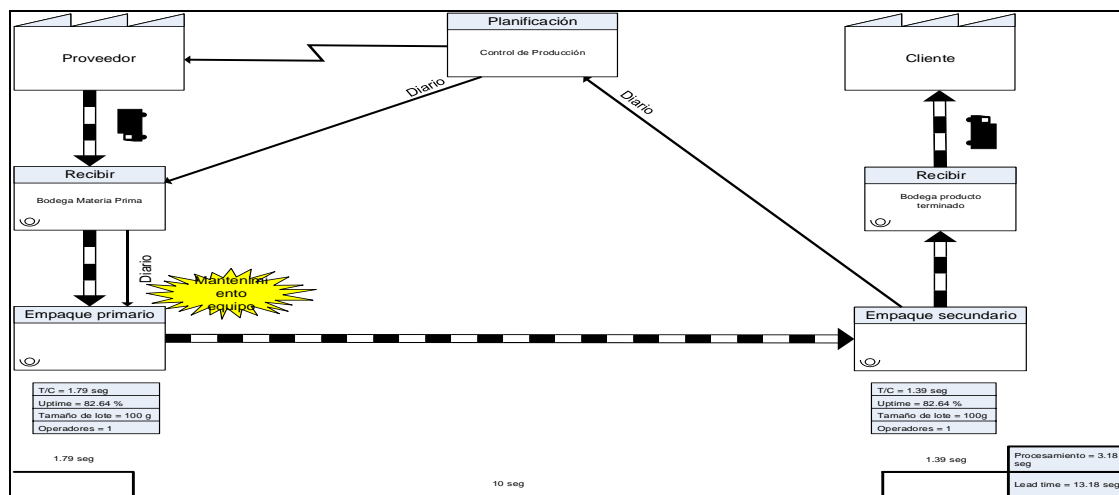 Planificación
Control de Producción
Proveedor
Cliente
Diario
Diario
Recibir
Bodega Materia Prima
Recibir
Bodega producto
terminado
Diario
Mantenimi
ento
equipo
Empaque primario
Empaque secundario
T/C = 1.79 seg
Uptime = 82.64 %
Tamaño de lote = 100 g
Operadores = 1
T/C = 1.39 seg
Uptime = 82.64 %
Tamaño de lote = 100g
Operadores = 1
1.79 seg
10 seg
1.39 seg
Procesamiento = 3.18
seg
Lead time = 13.18 seg